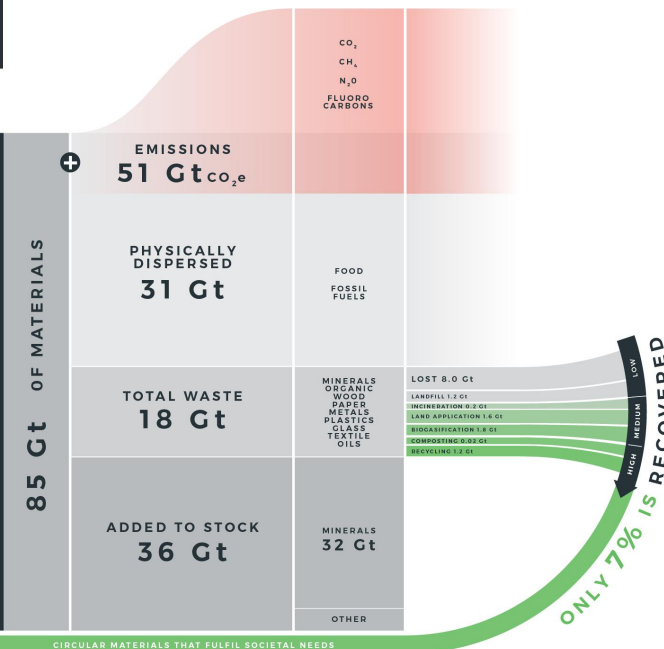 85 Gt OF MATERIALS
EMISSIONS
51 Gt CO₂e
PHYSICALLY
DISPERSED
31 Gt
TOTAL WASTE
18 Gt
ADDED TO STOCK
36 Gt
CO₂
CH₄
N₂0
FLUORO
CARBONS
FOOD
FOSSIL
FUELS
MINERALS
ORGANIC
WOOD
PAPER
METALS
PLASTICS
GLASS
TEXTILE
OILS
MINERALS
32 Gt
OTHER
LOST 8.0 Gt
LANDFILL 1.2 Gt
INCINERATION 0.2 Gt
LAND APPLICATION 1.6 Gt
BIOGASIFICATION 1.8 Gt
COMPOSTING 0.02 Gt
RECYCLING 1.2 Gt
LOW
MEDIUM
HIGH
ONLY 7% IS RECOVERED
CIRCULAR MATERIALS THAT FULFIL SOCIETAL NEEDS